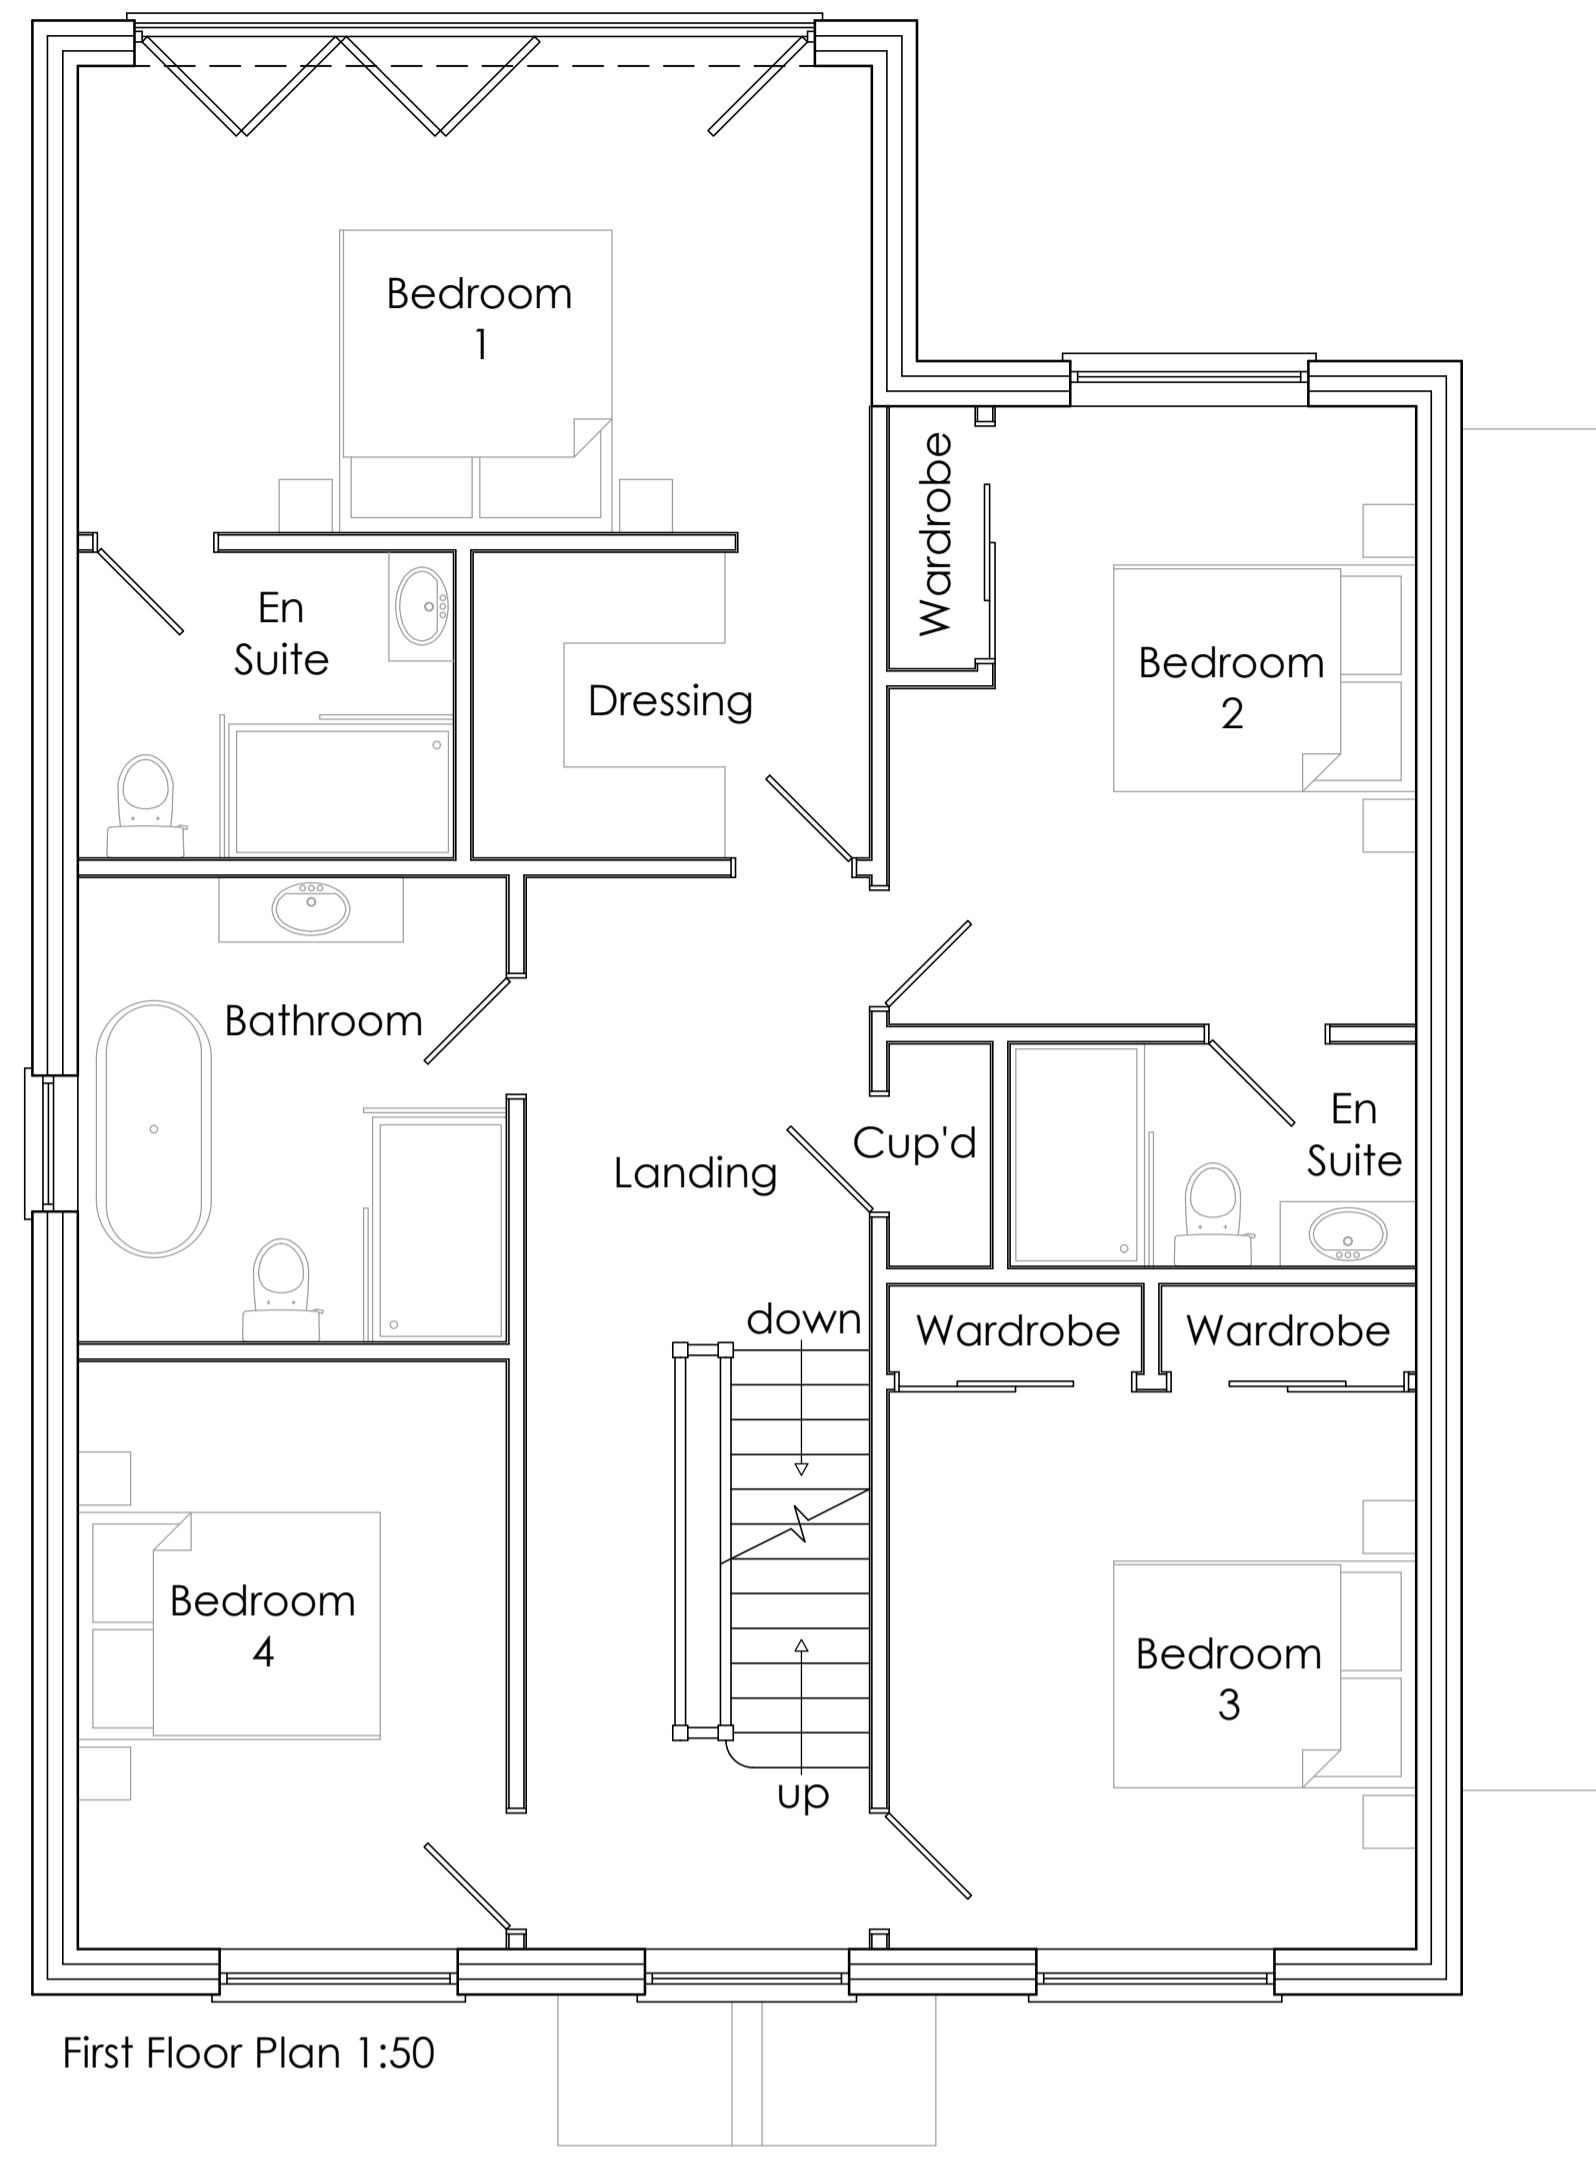 Bedroom
1
Wardrobe
En
Suite
Dressing
Bedroom
2
Bathroom
Landing
Cup'd
En
Suite
down
Wardrobe
Wardrobe
Bedroom
4
Bedroom
3
up
First Floor Plan 1:50